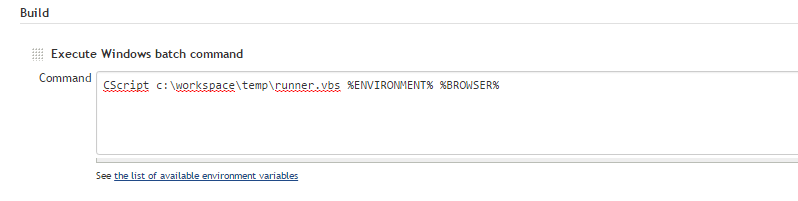 Build
Execute Windows batch command
Command
CScript c:\workspace\temp\runner.vbs %ENVIRONMENT% %BROWSER%
See the list of available environment variables